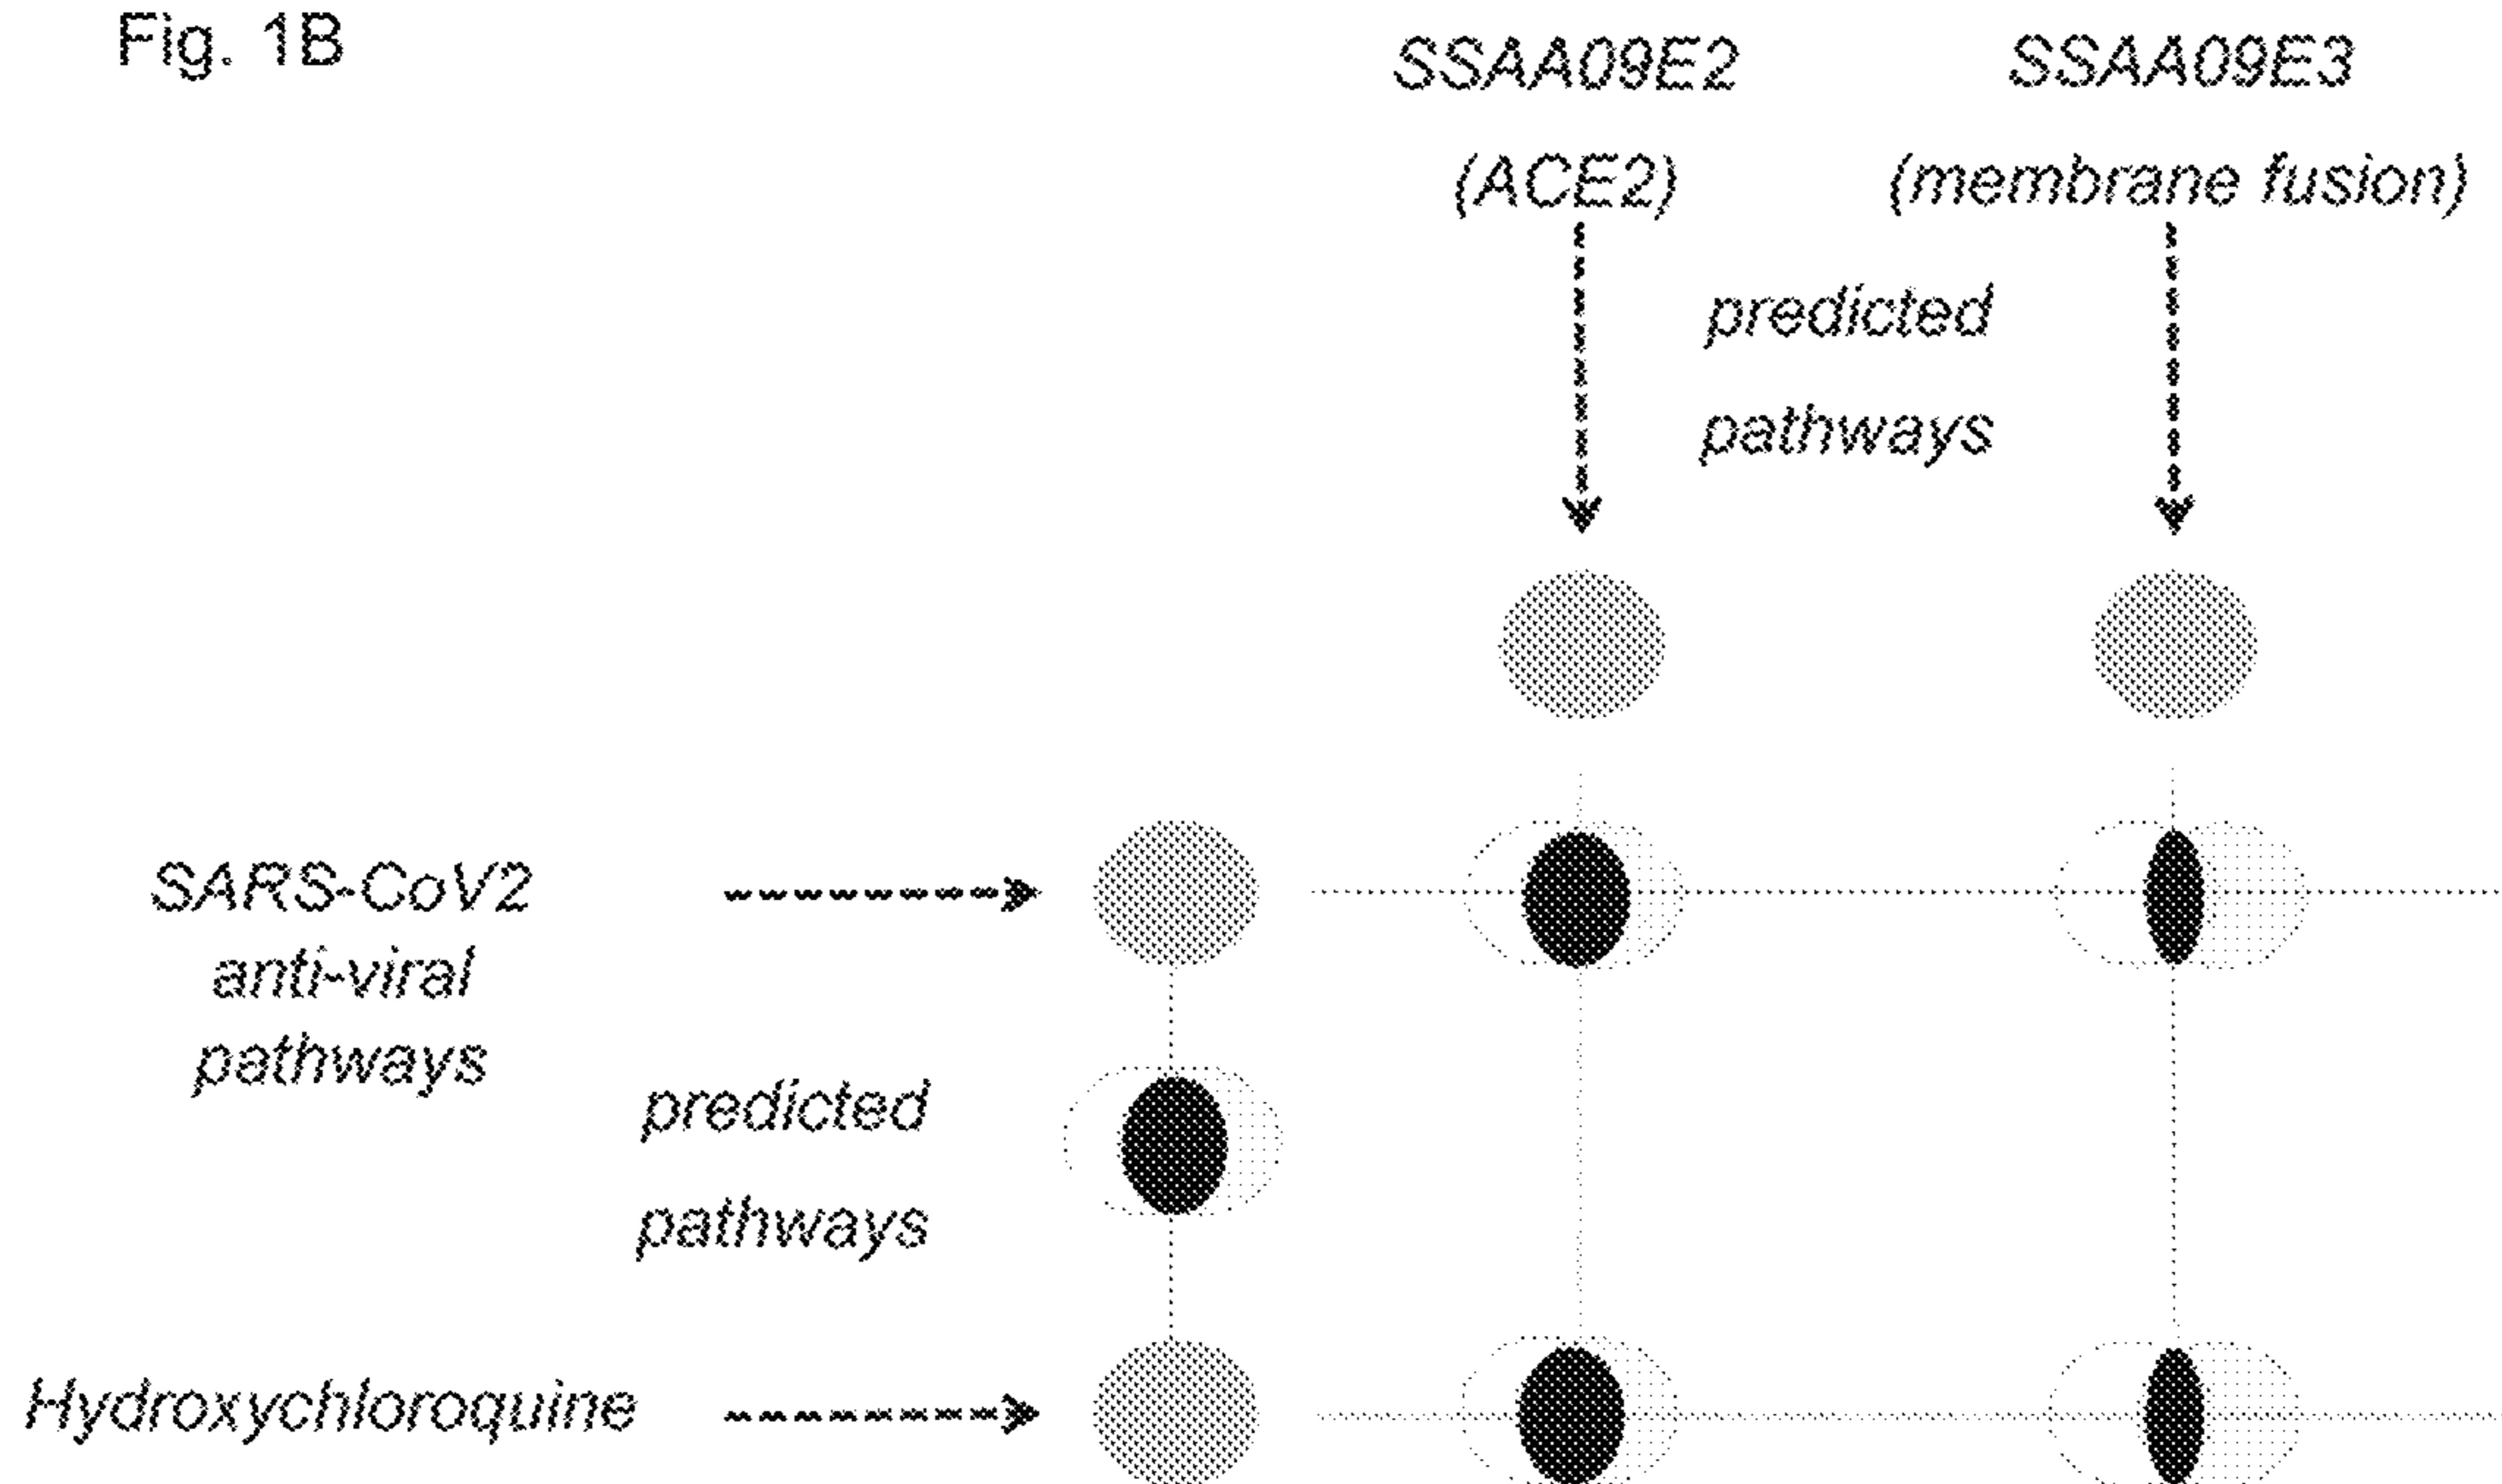 Fig. 1B
SSAA09E2 SSAA09E3
(ACE2) (membrane fusion)
predicted
pathways
SARS-CoV2
anti-viral
pathways
predicted
pathways
Hydroxychloroquine